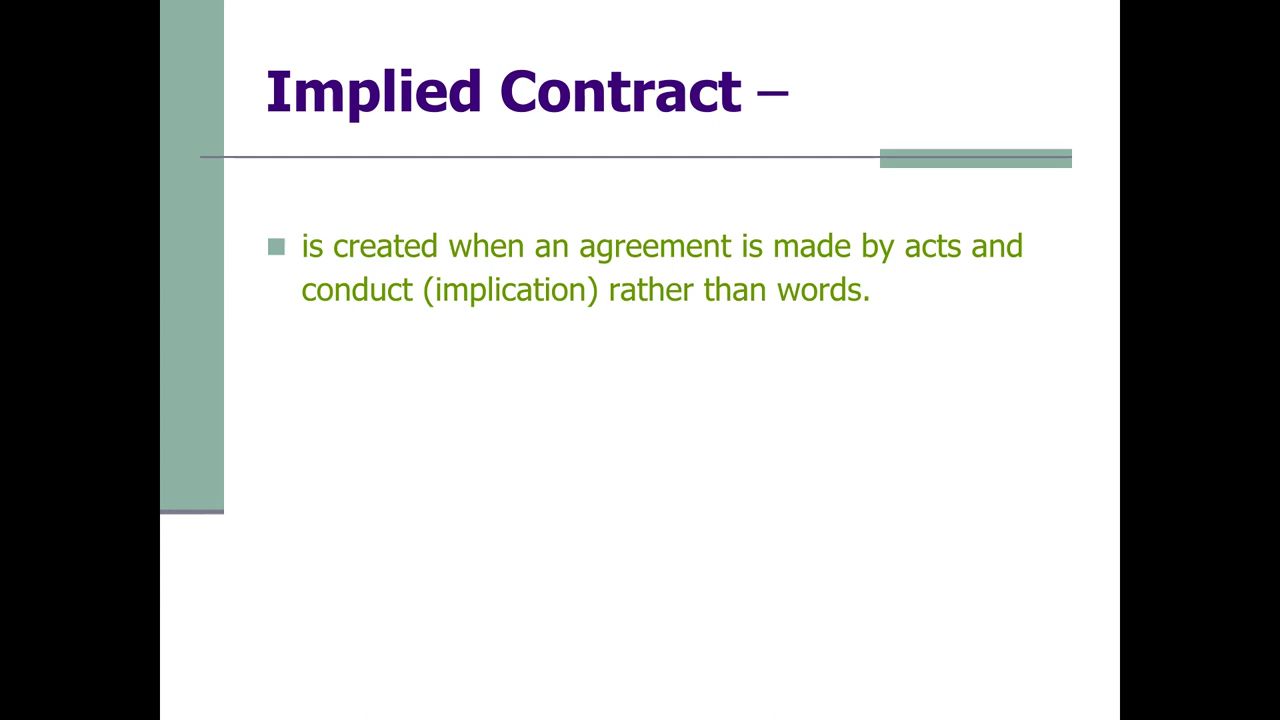 Implied Contract –
is created when an agreement is made by acts and
conduct (implication) rather than words.